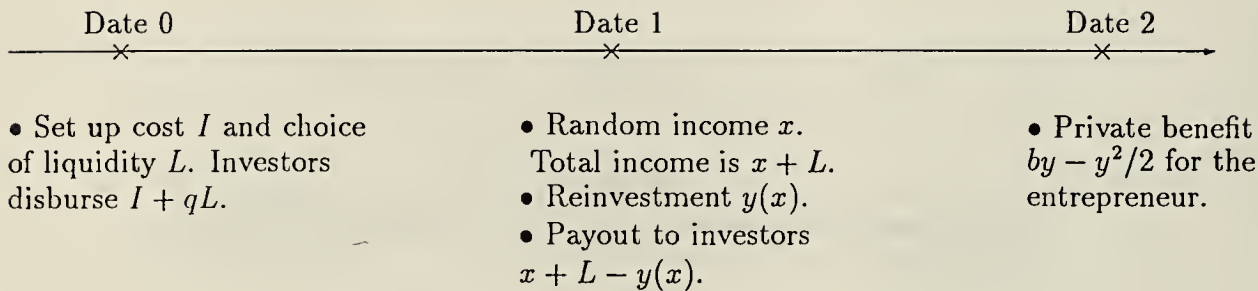 Date 0 Date 1 Date 2
• Set up cost I and choice
of liquidity L. Investors
disburse I + qL.
• Random income x.
Total income is x + L.
• Reinvestment y(x).
• Payout to investors
x + L − y(x).
• Private benefit
by − y²/2 for the
entrepreneur.